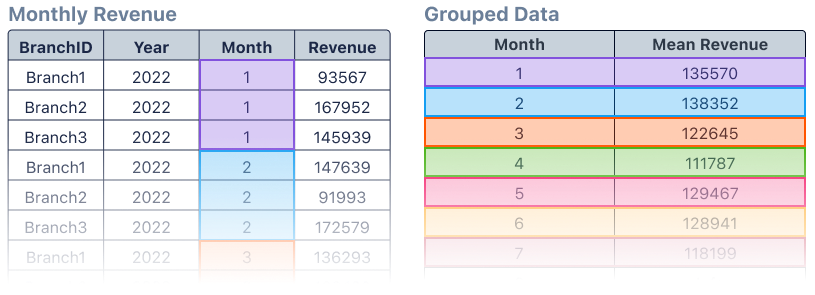 Monthly Revenue
BranchID Year Month Revenue
Branch1 2022 1 93567
Branch2 2022 1 167952
Branch3 2022 1 145939
Branch1 2022 2 147639
Branch2 2022 2 91993
Branch3 2022 2 172579
Branch1 2022 3 136293
Grouped Data
Month Mean Revenue
1 135570
2 138352
3 122645
4 111787
5 129467
6 128941
7 118199